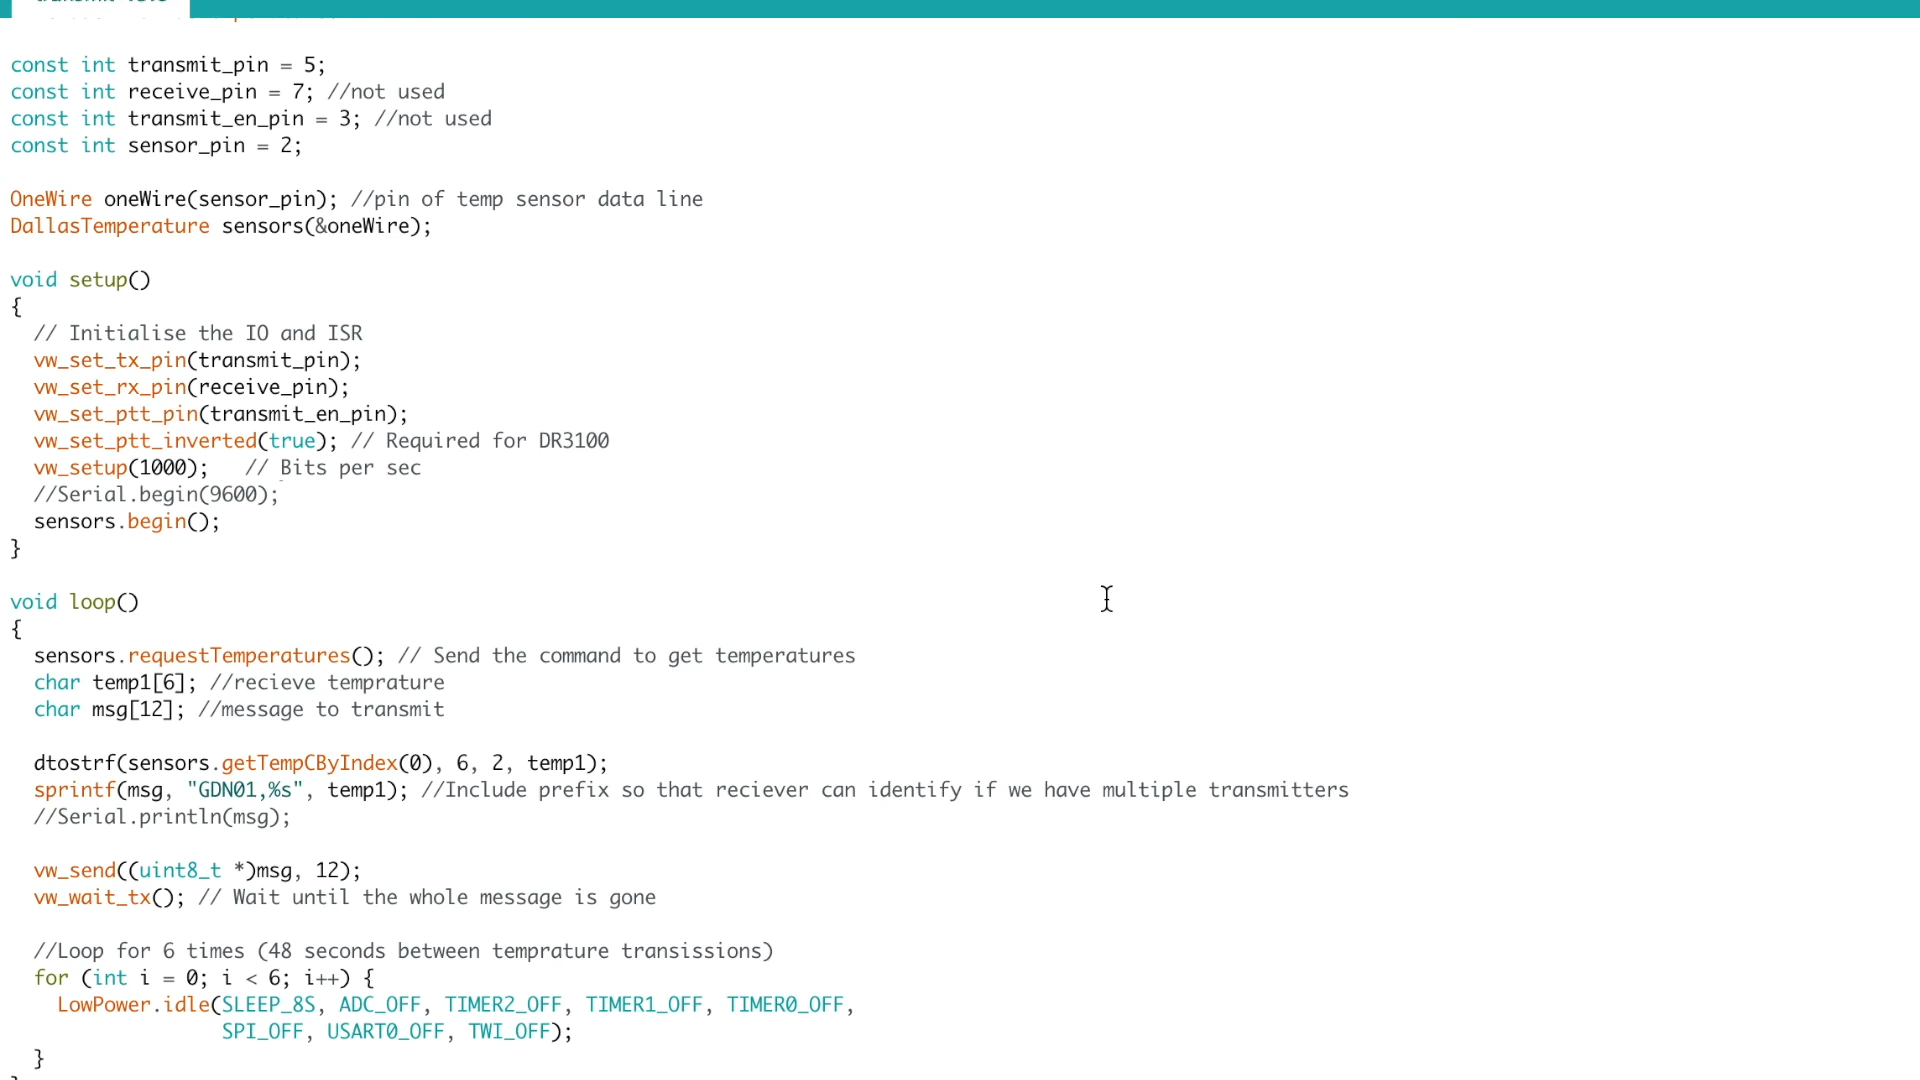 const int transmit_pin = 5;
const int receive_pin = 7; //not used
const int transmit_en_pin = 3; //not used
const int sensor_pin = 2;
OneWire oneWire(sensor_pin); //pin of temp sensor data line
DallasTemperature sensors(&oneWire);
void setup()
{
  // Initialise the IO and ISR
  vw_set_tx_pin(transmit_pin);
  vw_set_rx_pin(receive_pin);
  vw_set_ptt_pin(transmit_en_pin);
  vw_set_ptt_inverted(true); // Required for DR3100
  vw_setup(1000);   // Bits per sec
  //Serial.begin(9600);
  sensors.begin();
}
void loop()
{
  sensors.requestTemperatures(); // Send the command to get temperatures
  char temp1[6]; //recieve temprature
  char msg[12]; //message to transmit
  dtostrf(sensors.getTempCByIndex(0), 6, 2, temp1);
  sprintf(msg, "GDN01,%s", temp1); //Include prefix so that reciever can identify if we have multiple transmitters
  //Serial.println(msg);
  vw_send((uint8_t *)msg, 12);
  vw_wait_tx(); // Wait until the whole message is gone
  //Loop for 6 times (48 seconds between temprature transissions)
  for (int i = 0; i < 6; i++) {
    LowPower.idle(SLEEP_8S, ADC_OFF, TIMER2_OFF, TIMER1_OFF, TIMER0_OFF,
                  SPI_OFF, USART0_OFF, TWI_OFF);
  }